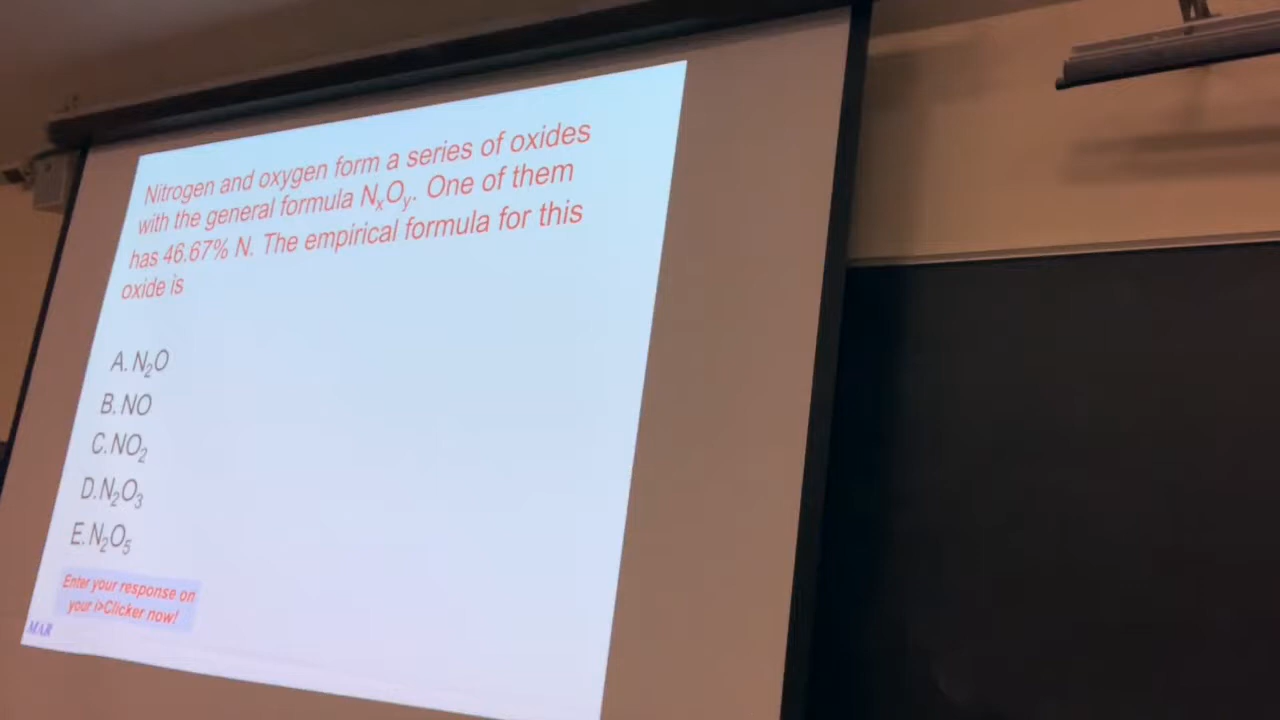 Nitrogen and oxygen form a series of oxides
with the general formula NₓOᵧ. One of them
has 46.67% N. The empirical formula for this
oxide is
A. N₂O
B. NO
C. NO₂
D. N₂O₃
E. N₂O₅
Enter your response on
your i>Clicker now!
MAR